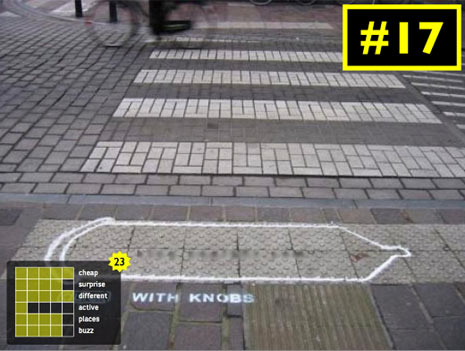 #17
23
cheap
surprise
different
active
places
buzz
WITH KNOBS